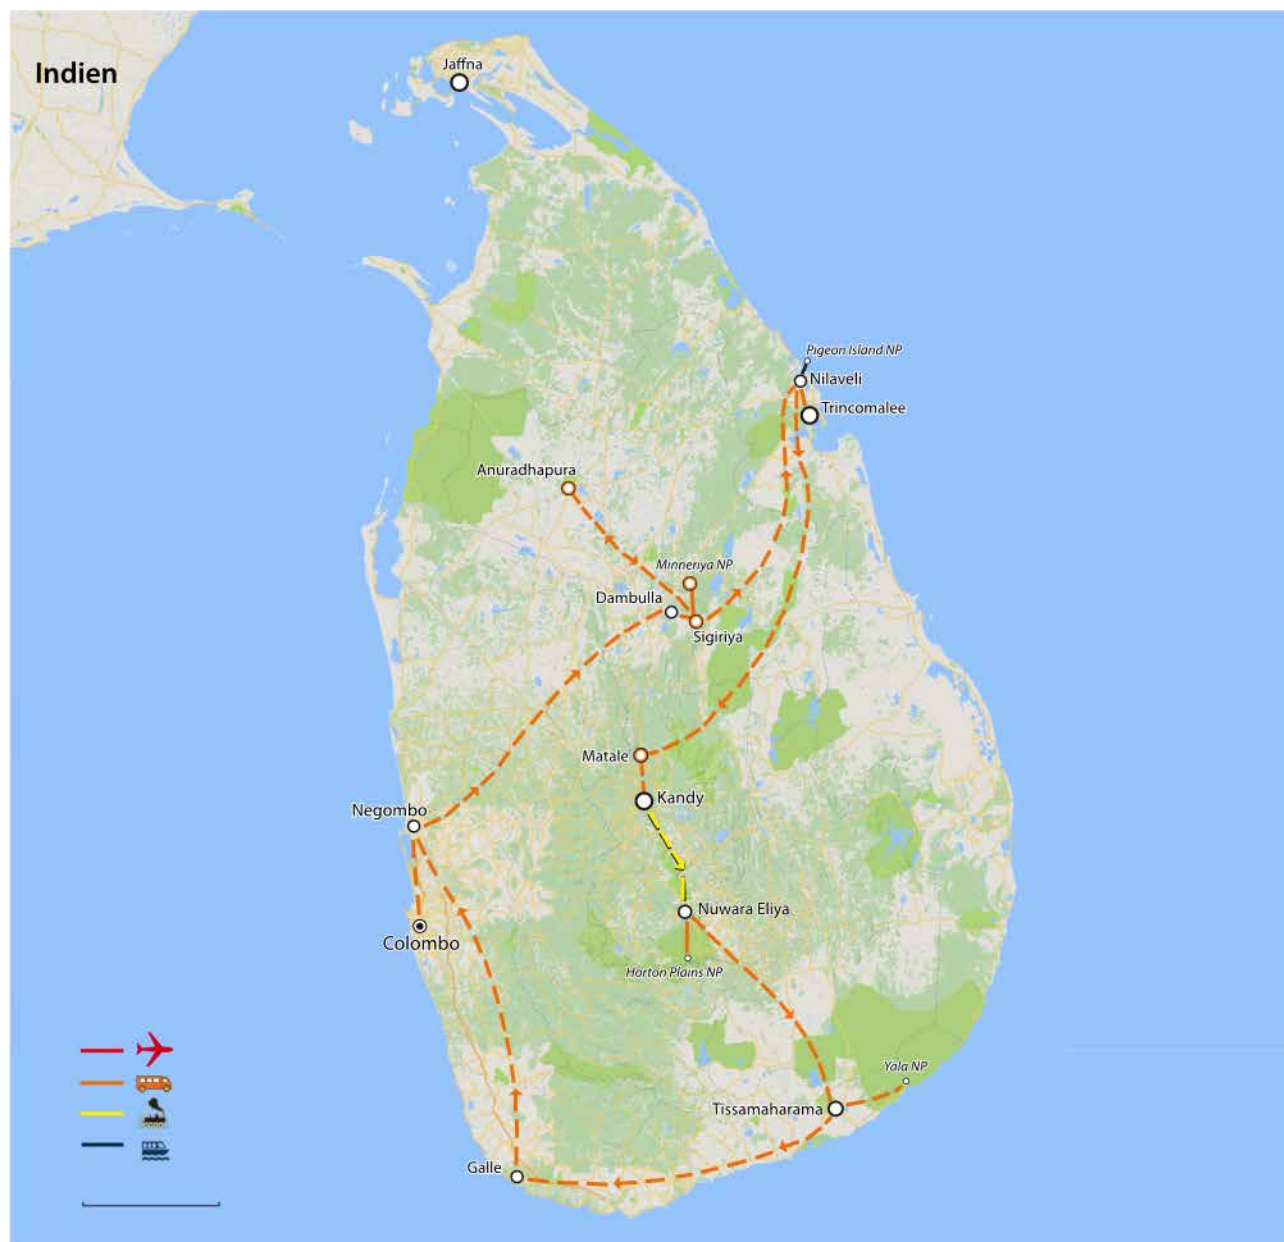 Jaffna
Indien
Pigeon Island NP
Nilaveli
Trincomalee
Anuradhapura
Minneriya NP
Dambulla
Sigiriya
Matale
Kandy
Negombo
Nuwara Eliya
Colombo
Horton Plains NP
Yala NP
Tissamaharama
Galle